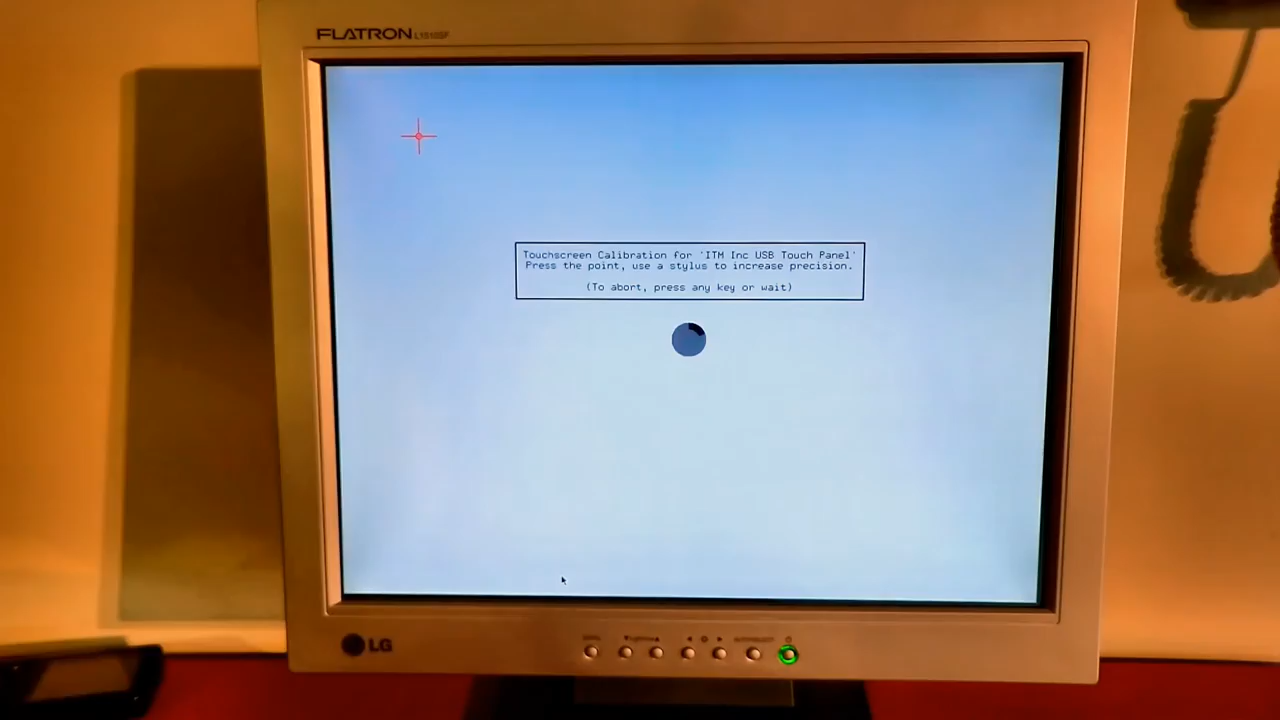 FLATRON L1510SF
Touchscreen Calibration for 'ITM Inc USB Touch Panel'
Press the point, use a stylus to increase precision.
(To abort, press any key or wait)
LG